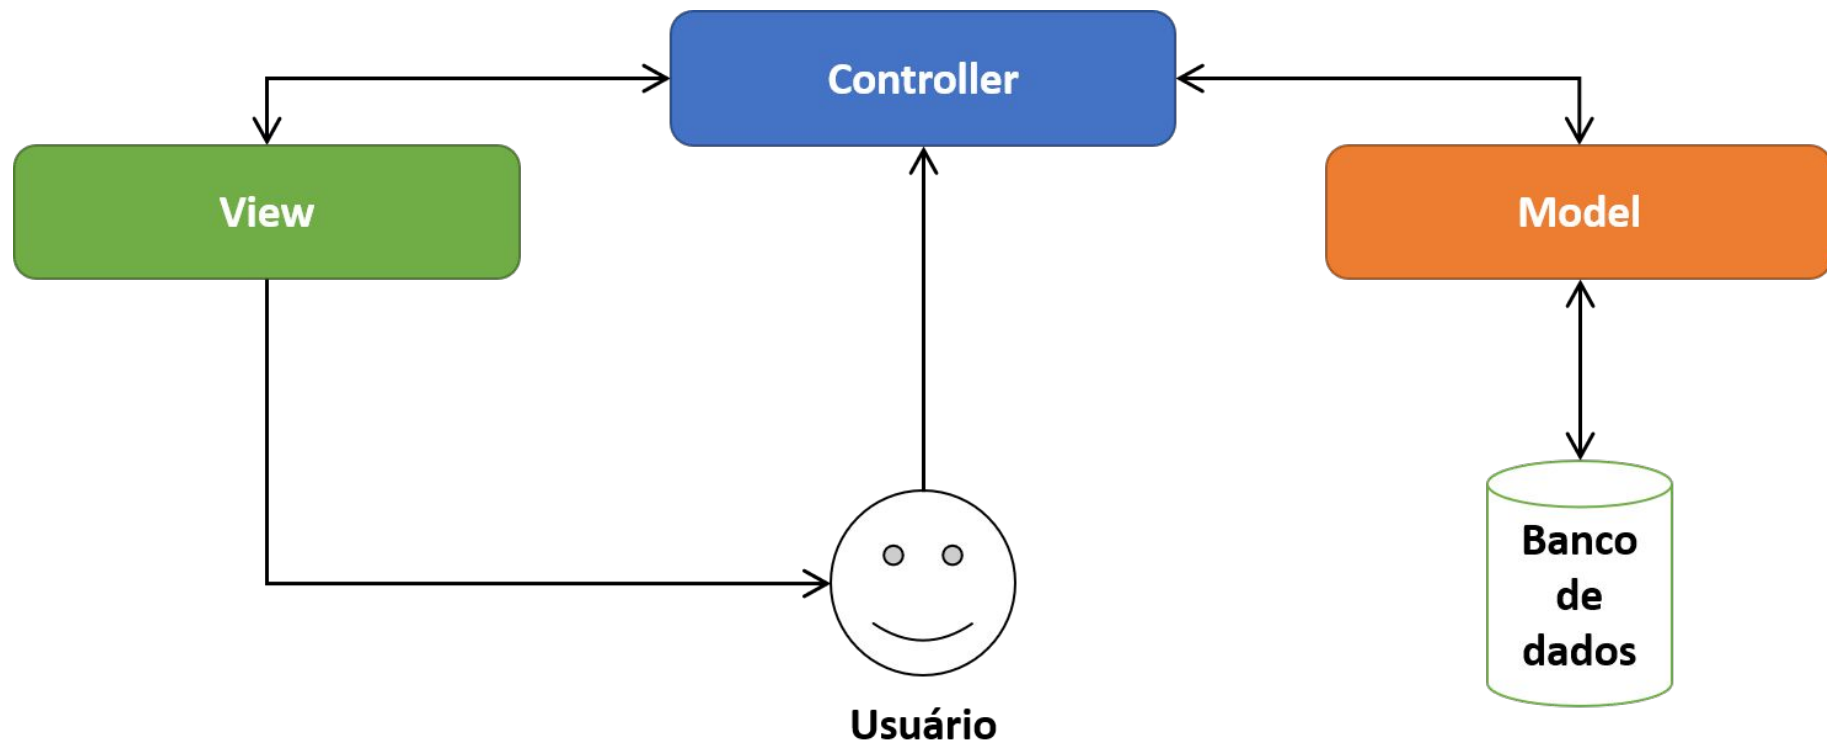 Controller
View
Model
Banco
de
dados
Usuário